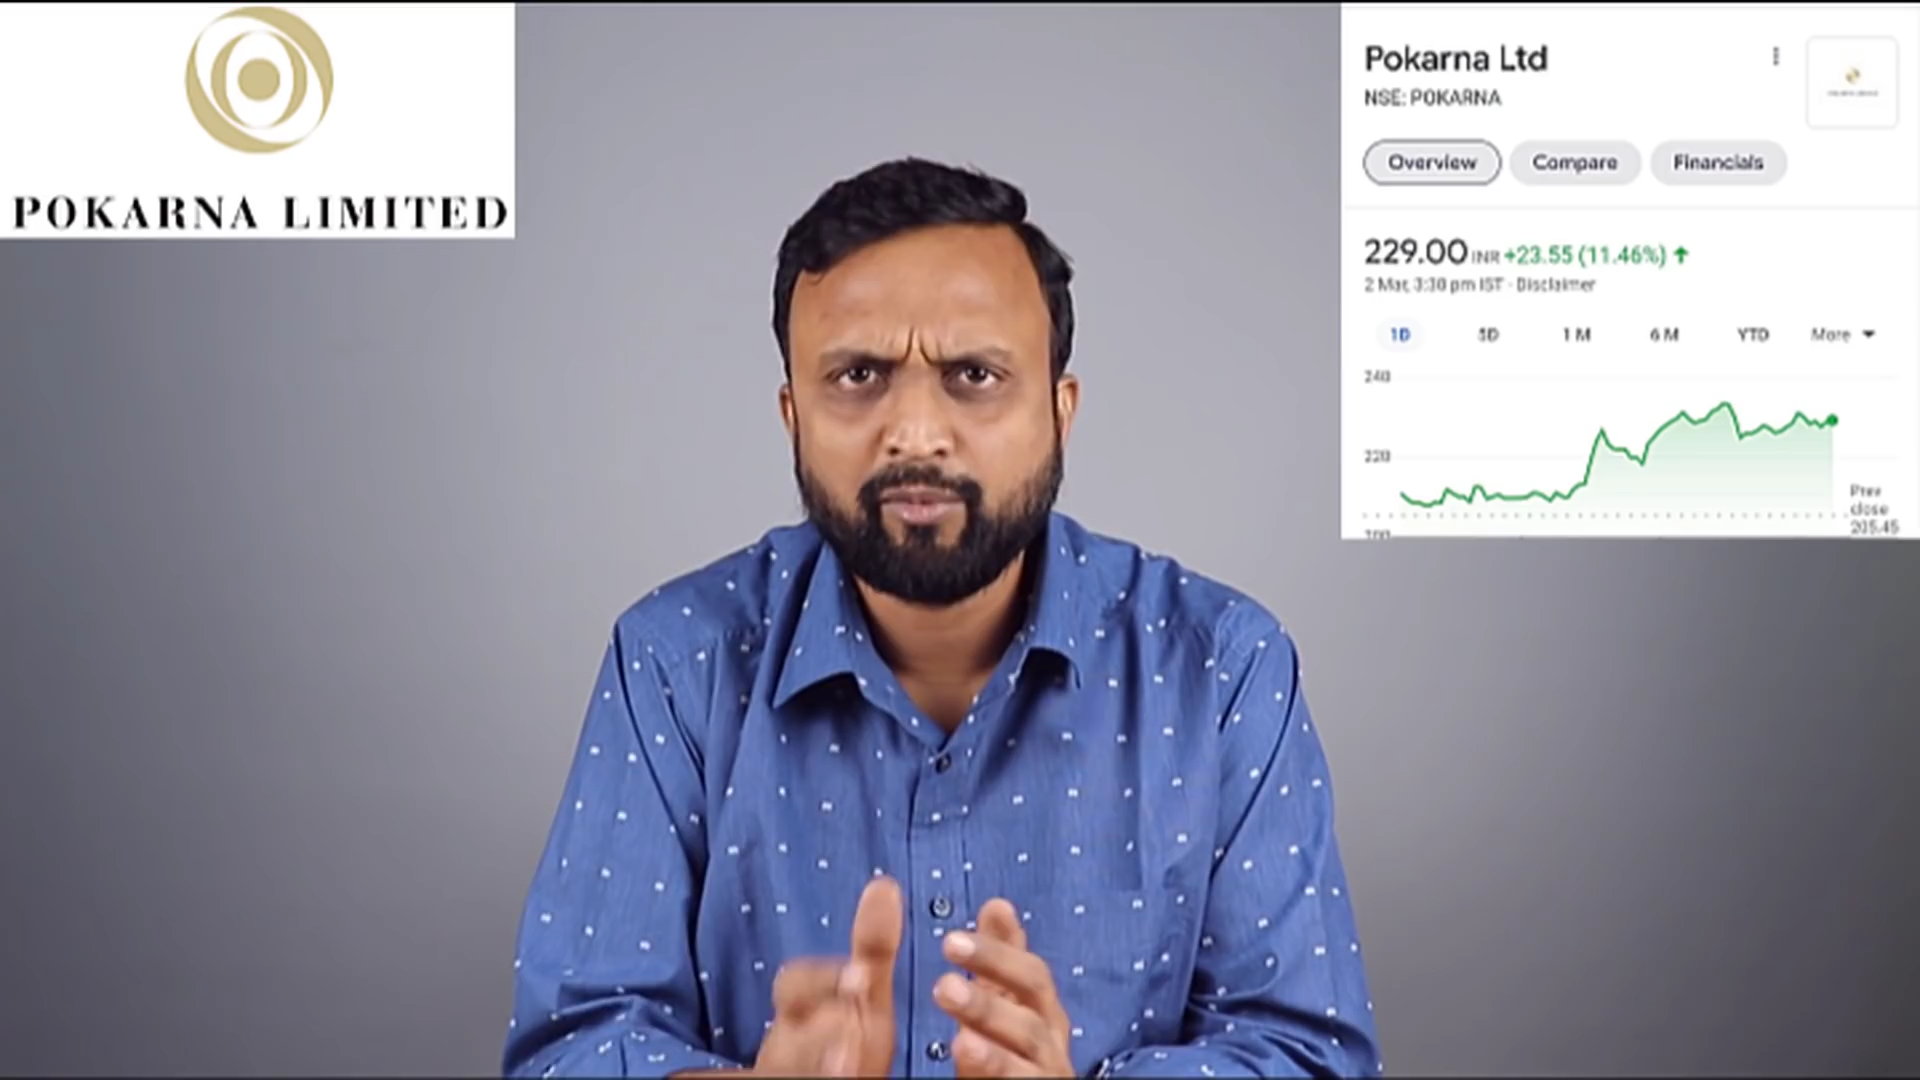 POKARNA LIMITED
Pokarna Ltd
NSE: POKARNA
Overview Compare Financials
229.00 INR +23.55 (11.46%) ↑
2 Mar, 3:30 pm IST · Disclaimer
1D 5D 1 M 6 M YTD More
240
220
Prev
close
205.45
200